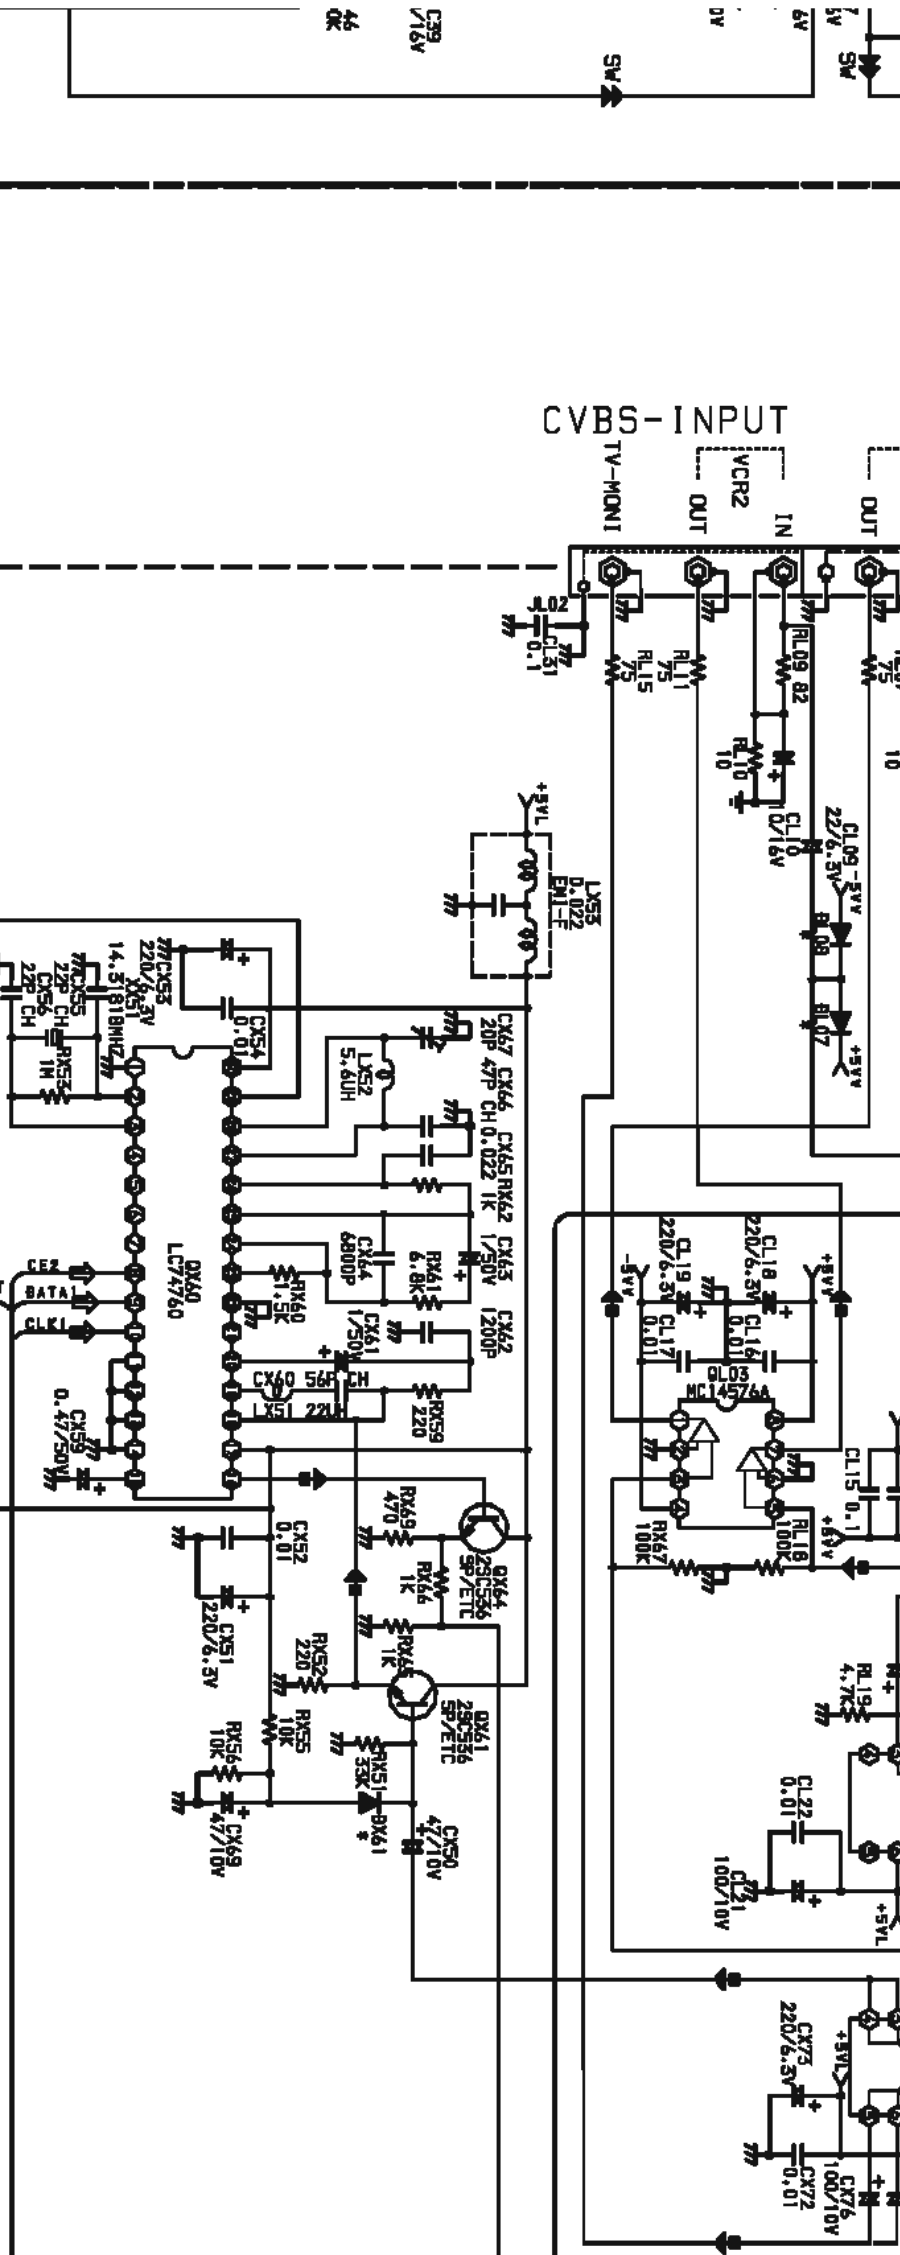 C39
/16V
SW
SW
CVBS-INPUT
TV-MONI
OUT
VCR2
IN
OUT
JL02
CL31
0.1
RL15
75
RL11
75
RL09 82
75
RL10
10
10
CL10
10/16V
CL09
22/6.3V
-5VV
DL08
*
DL07
*
+5VV
+5VL
LX53
0.022
EMI-F
CX53
220/6.3V
XX51
14.31818MHZ
CX55
22P CH
CX56
22P CH
RX53
1M
CX54
0.01
LX52
5.6UH
CX67
20P
CX66
47P CH
CX65
0.022
RX62
1K
CX64
6800P
RX61
6.8K
CX63
1/50V
QX60
LC74760
CE2
DATA1
CLK1
RX60
1.5K
CX61
1/50V
CX62
1200P
CX60 56P CH
LX51 22UH
RX59
220
CX59
0.47/50V
-5VV
CL19
220/6.3V
CL18
220/6.3V
+5VV
CL17
0.01
CL16
0.01
QL03
MC14576A
CL15 0.1
RX67
100K
RL18
100K
+5VV
CX52
0.01
CX51
220/6.3V
RX69
470
RX66
1K
QX64
2SC536
SP/ETC
RX65
1K
RX52
220
QX61
2SC536
SP/ETC
RX55
10K
RX56
10K
RX51
33K
DX61
*
CX69
47/10V
CX50
47/10V
RL19
4.7K
CL22
0.01
CL21
100/10V
+5VL
CX73
220/6.3V
+5VL
CX72
0.01
CX76
100/10V